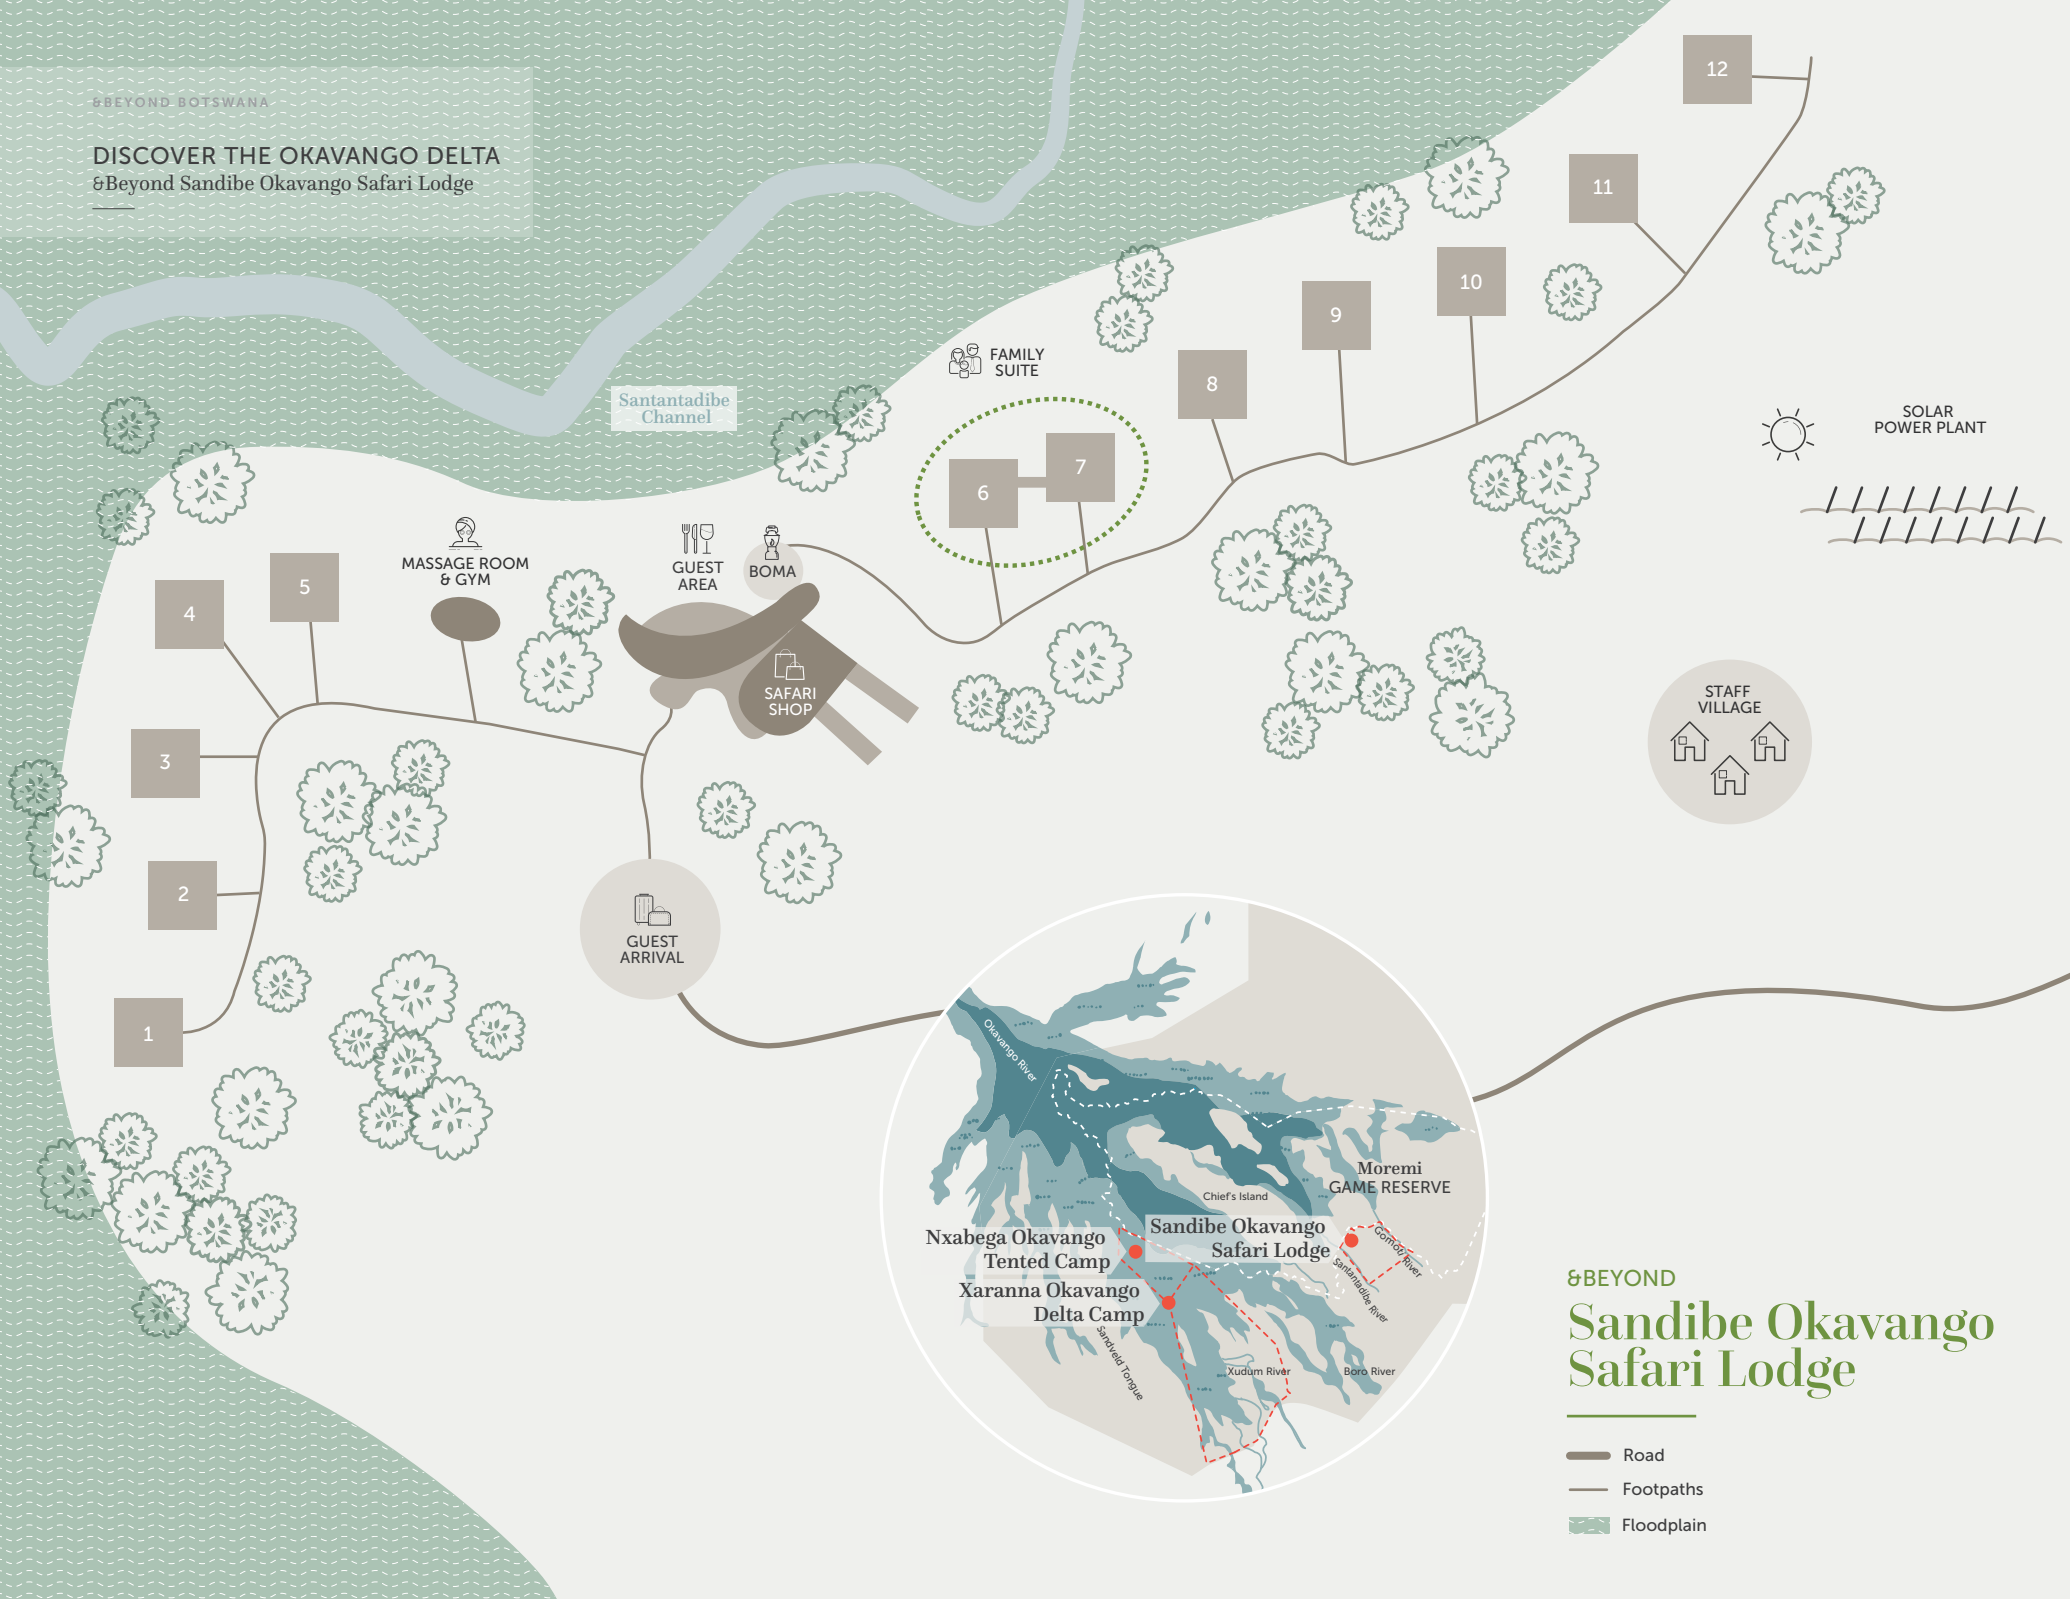 &BEYOND BOTSWANA
DISCOVER THE OKAVANGO DELTA
&Beyond Sandibe Okavango Safari Lodge
12
11
10
9
8
FAMILY
SUITE
7
6
Santantadibe
Channel
SOLAR
POWER PLANT
MASSAGE ROOM
& GYM
GUEST
AREA
BOMA
5
4
3
2
1
SAFARI
SHOP
STAFF
VILLAGE
GUEST
ARRIVAL
Okavango River
Moremi
GAME RESERVE
Chief's Island
Sandibe Okavango
Safari Lodge
Nxabega Okavango
Tented Camp
Xaranna Okavango
Delta Camp
Gomoti River
Santantadibe River
Sandveld Tongue
Xudum River
Boro River
&BEYOND
Sandibe Okavango
Safari Lodge
Road
Footpaths
Floodplain